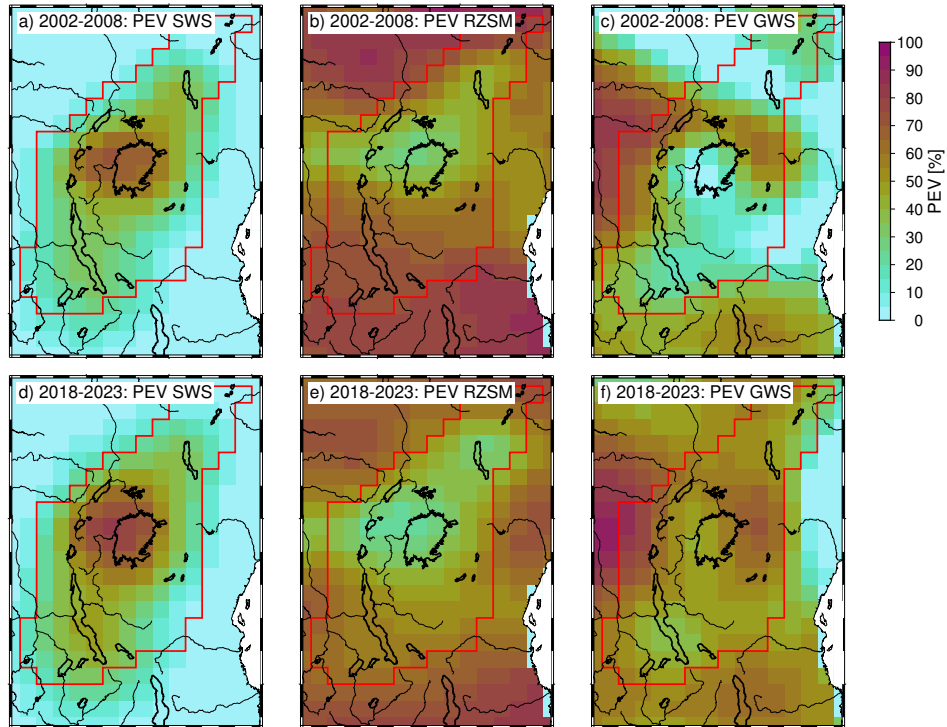 a) 2002-2008: PEV SWS
b) 2002-2008: PEV RZSM
c) 2002-2008: PEV GWS
100
90
80
70
60
50
40
30
20
10
0
PEV [%]
d) 2018-2023: PEV SWS
e) 2018-2023: PEV RZSM
f) 2018-2023: PEV GWS